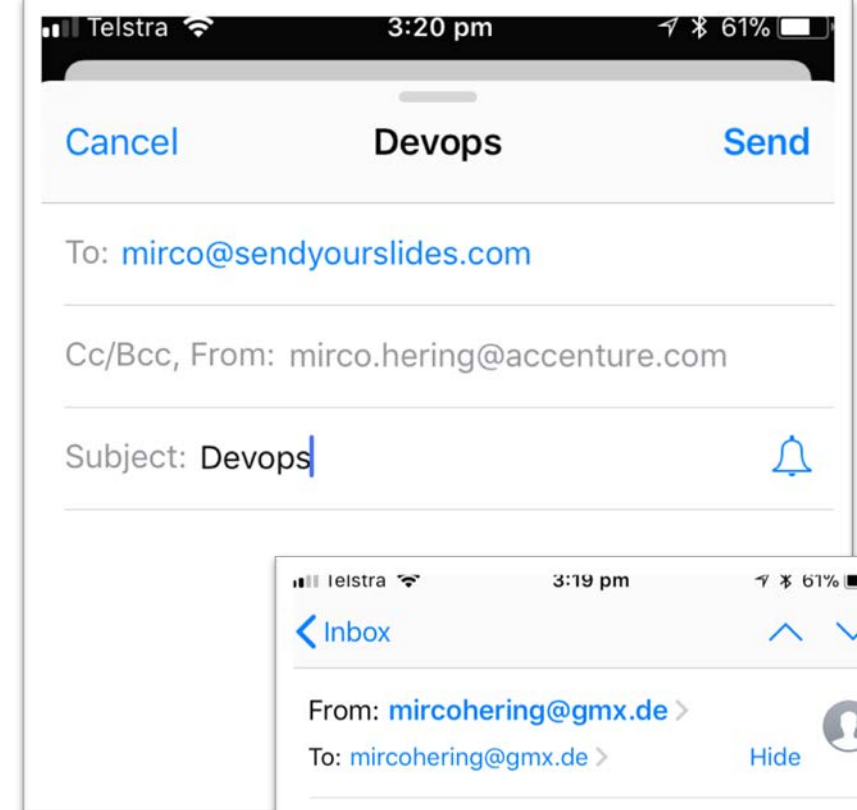 Telstra 3:20 pm 61%
Cancel Devops Send
To: mirco@sendyourslides.com
Cc/Bcc, From: mirco.hering@accenture.com
Subject: Devops
Telstra 3:19 pm 61%
Inbox
From: mircohering@gmx.de
To: mircohering@gmx.de Hide